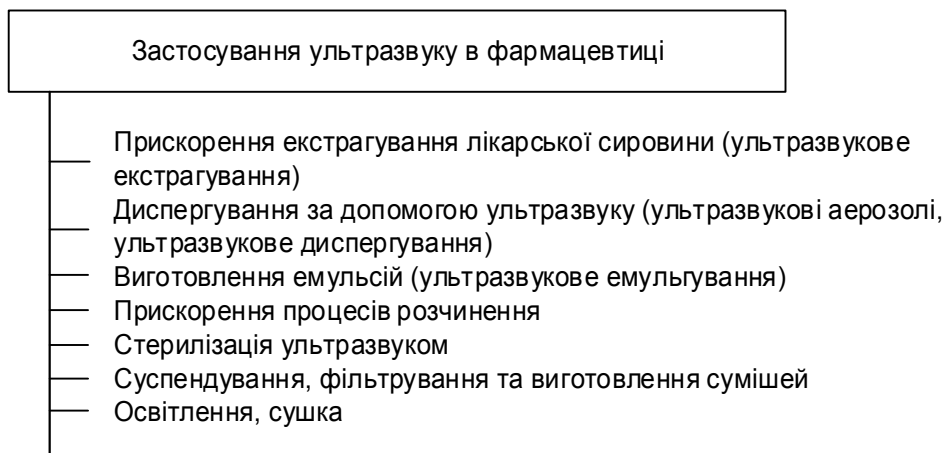 Застосування ультразвуку в фармацевтиці
Прискорення екстрагування лікарської сировини (ультразвукове
екстрагування)
Диспергування за допомогою ультразвуку (ультразвукові аерозолі,
ультразвукове диспергування)
Виготовлення емульсій (ультразвукове емульгування)
Прискорення процесів розчинення
Стерилізація ультразвуком
Суспендування, фільтрування та виготовлення сумішей
Освітлення, сушка